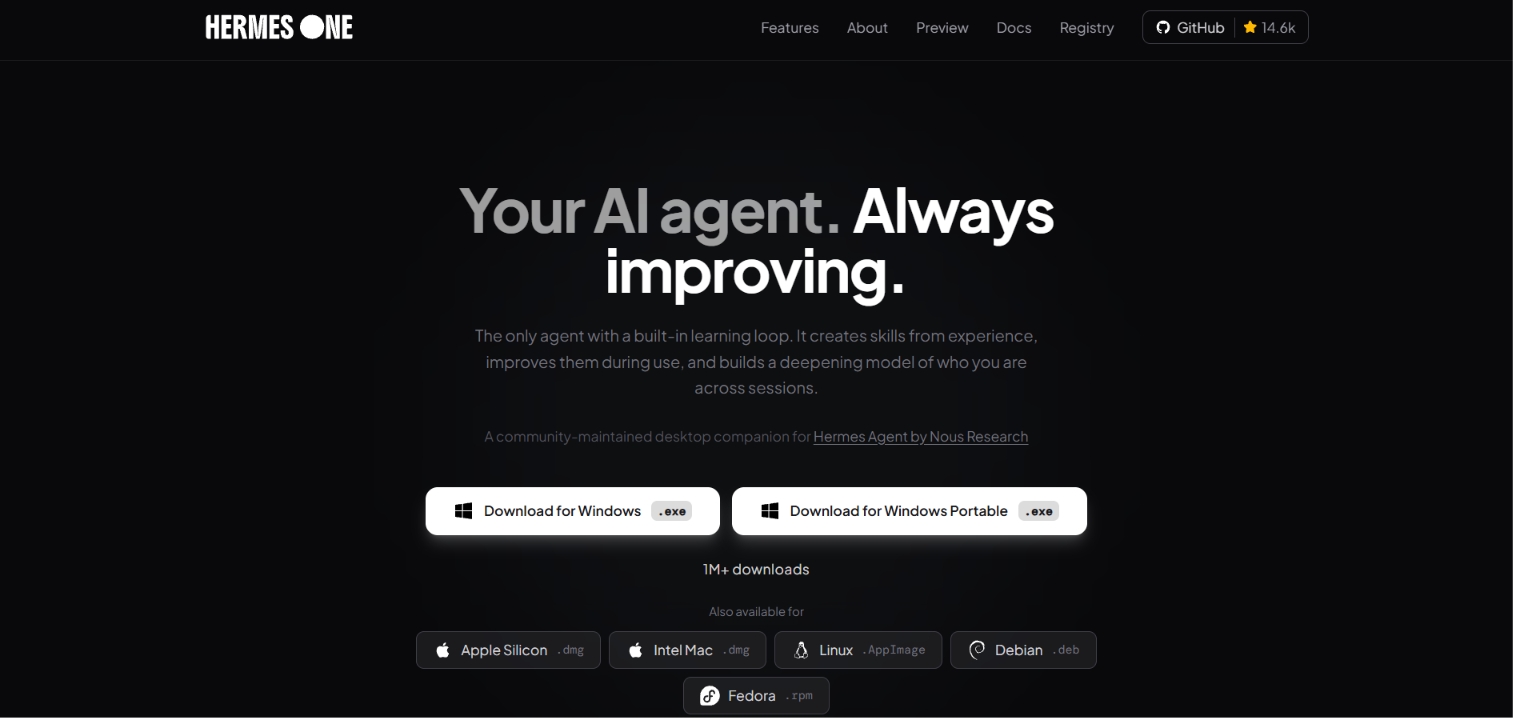 HERMES ONE
Features
About
Preview
Docs
Registry
GitHub
14.6k
Your AI agent. Always
improving.
The only agent with a built-in learning loop. It creates skills from experience,
improves them during use, and builds a deepening model of who you are
across sessions.
A community-maintained desktop companion for Hermes Agent by Nous Research
Download for Windows .exe
Download for Windows Portable .exe
1M+ downloads
Also available for
Apple Silicon .dmg
Intel Mac .dmg
Linux .AppImage
Debian .deb
Fedora .rpm